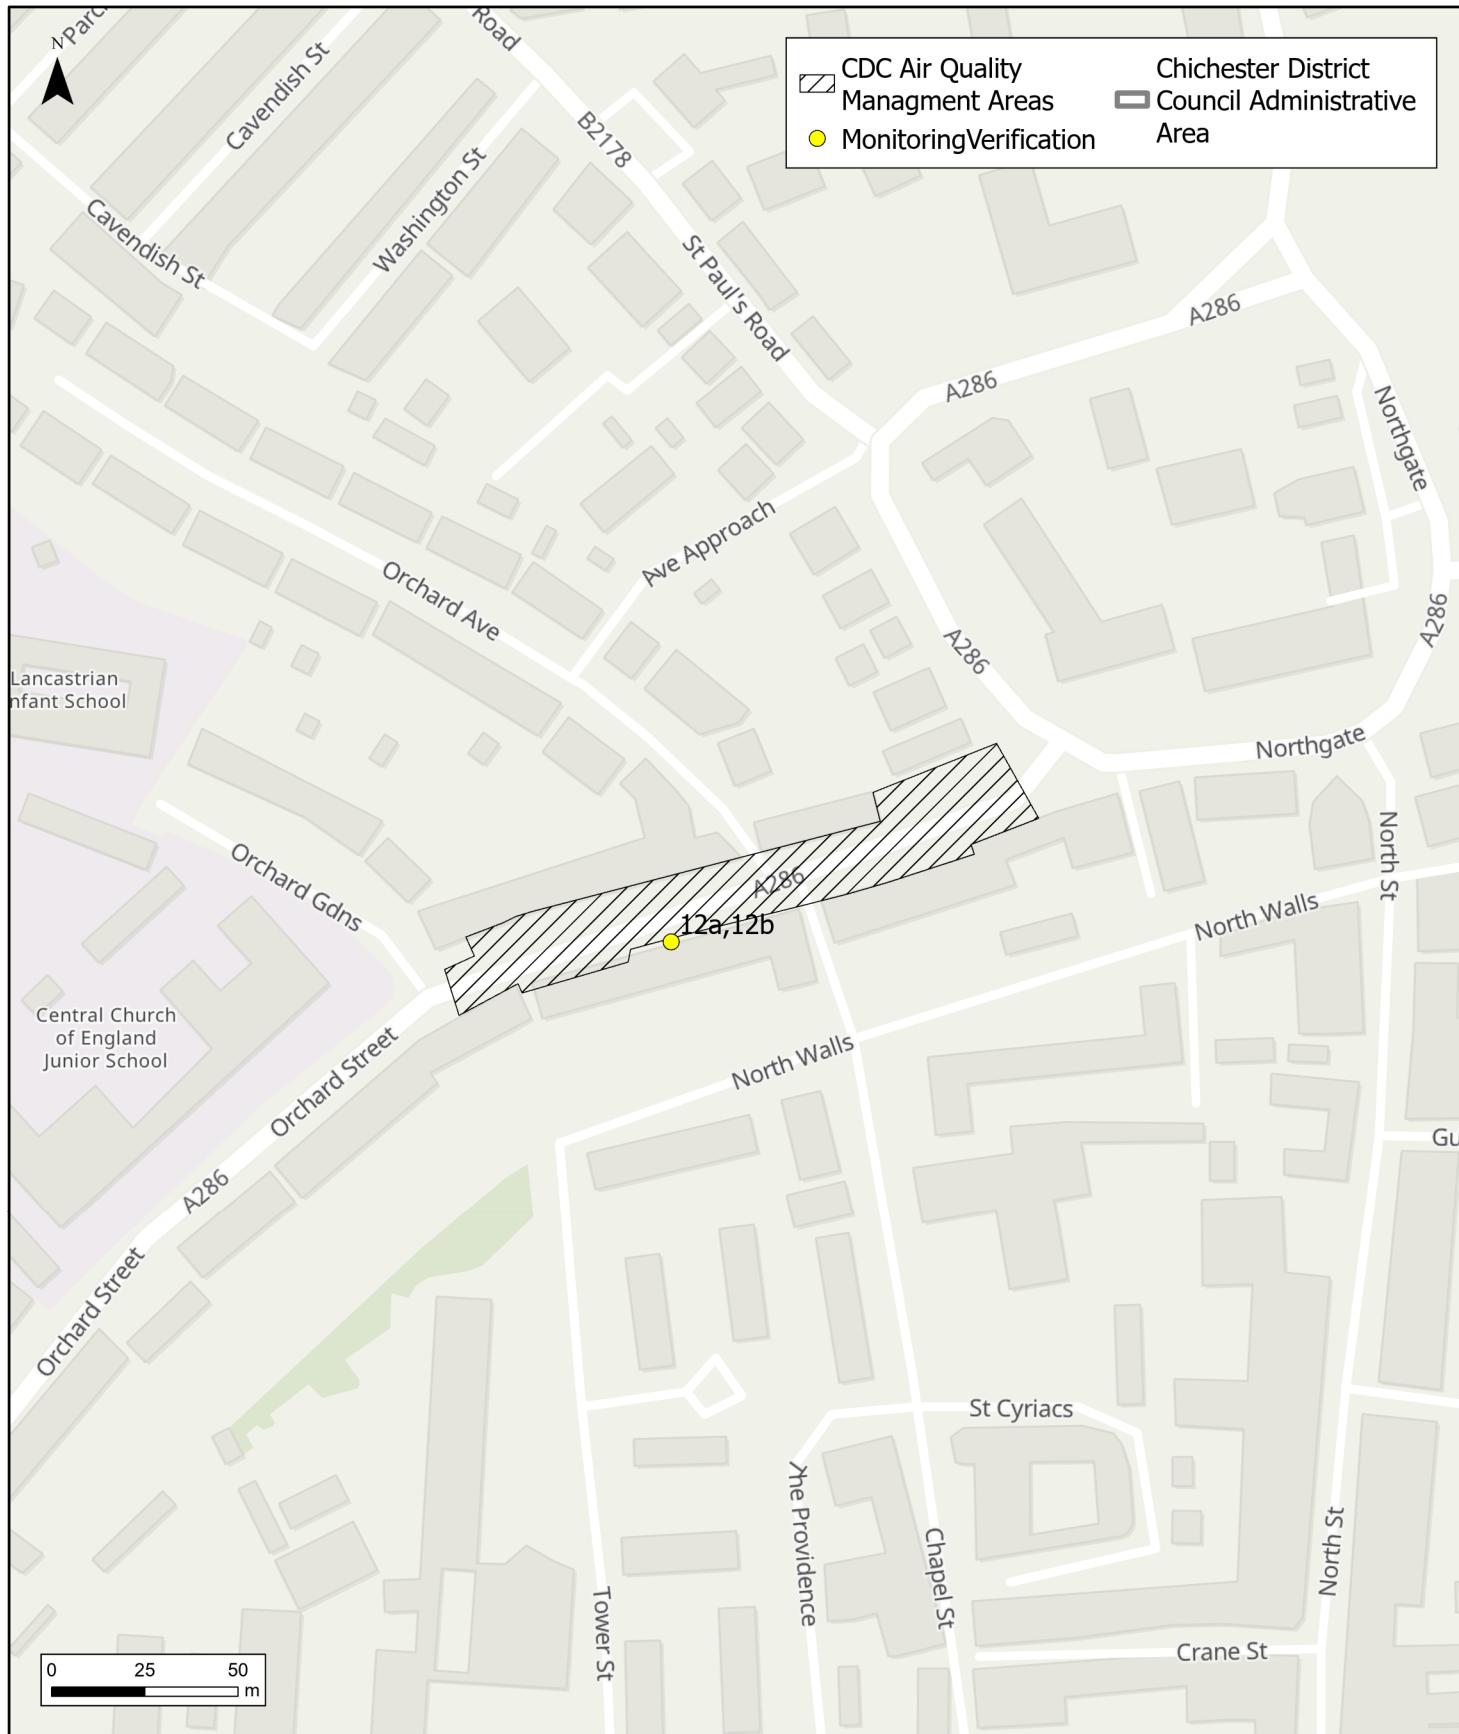 N
Parc
Cavendish St
Road
CDC Air Quality
Managment Areas
MonitoringVerification
Chichester District
Council Administrative
Area
B2178
Washington St
Cavendish St
St Paul's Road
A286
A286
Northgate
Ave Approach
Orchard Ave
A286
A286
Lancastrian
nfant School
Northgate
North St
Orchard Gdns
A286
12a,12b
North Walls
Central Church
of England
Junior School
Orchard Street
North Walls
Gu
A286
Orchard Street
St Cyriacs
The Providence
Chapel St
North St
Tower St
Crane St
0 25 50
m